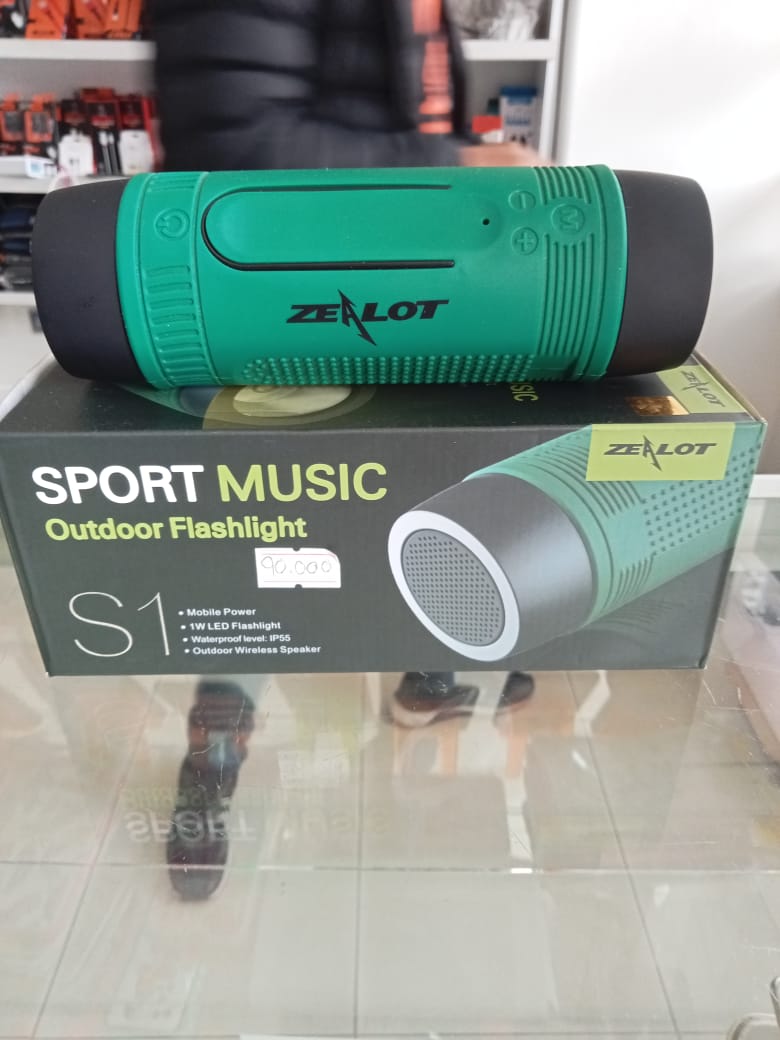 ZEALOT
MUSIC
ZEALOT
ZEALOT
SPORT MUSIC
Outdoor Flashlight
90.000
S1
• Mobile Power
• 1W LED Flashlight
• Waterproof level: IP55
• Outdoor Wireless Speaker